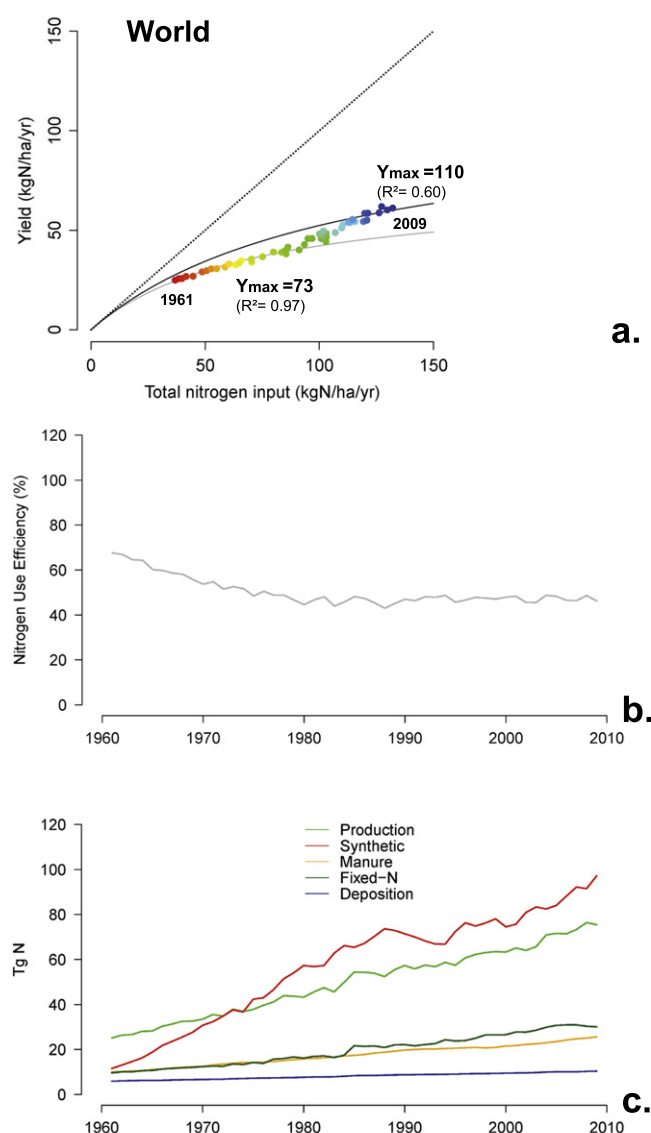 World
150
100
50
0
Yield (kgN/ha/yr)
Ymax =110
(R²= 0.60)
2009
1961
Ymax =73
(R²= 0.97)
0 50 100 150
Total nitrogen input (kgN/ha/yr)
a.
120
100
80
60
40
20
0
Nitrogen Use Efficiency (%)
1960 1970 1980 1990 2000 2010
b.
120
100
80
60
40
20
0
Tg N
Production
Synthetic
Manure
Fixed−N
Deposition
1960 1970 1980 1990 2000 2010
c.